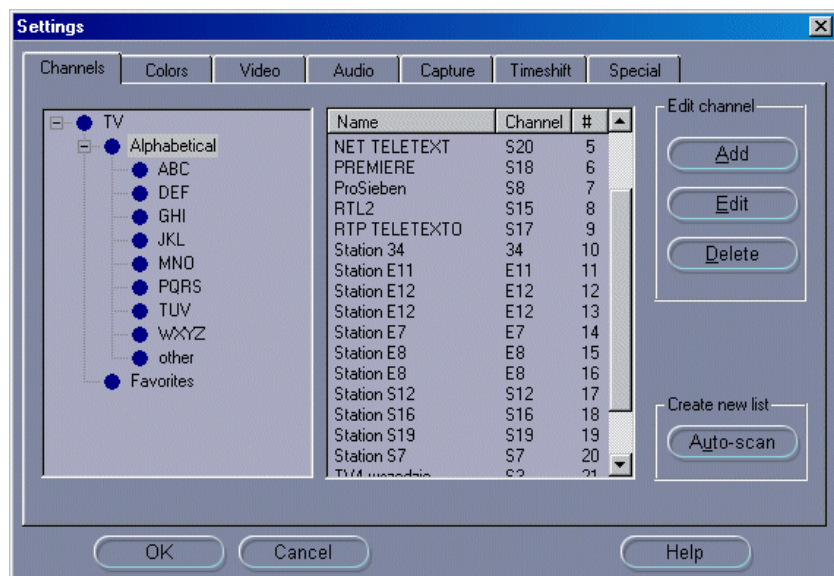 Settings
Channels Colors Video Audio Capture Timeshift Special
TV
Alphabetical
ABC
DEF
GHI
JKL
MNO
PQRS
TUV
WXYZ
other
Favorites
Name Channel #
NET TELETEXT S20 5
PREMIERE S18 6
ProSieben S8 7
RTL2 S15 8
RTP TELETEXTO S17 9
Station 34 34 10
Station E11 E11 11
Station E12 E12 12
Station E12 E12 13
Station E7 E7 14
Station E8 E8 15
Station E8 E8 16
Station S12 S12 17
Station S16 S16 18
Station S19 S19 19
Station S7 S7 20
TV4 S3 21
Edit channel
Add
Edit
Delete
Create new list
Auto-scan
OK Cancel Help